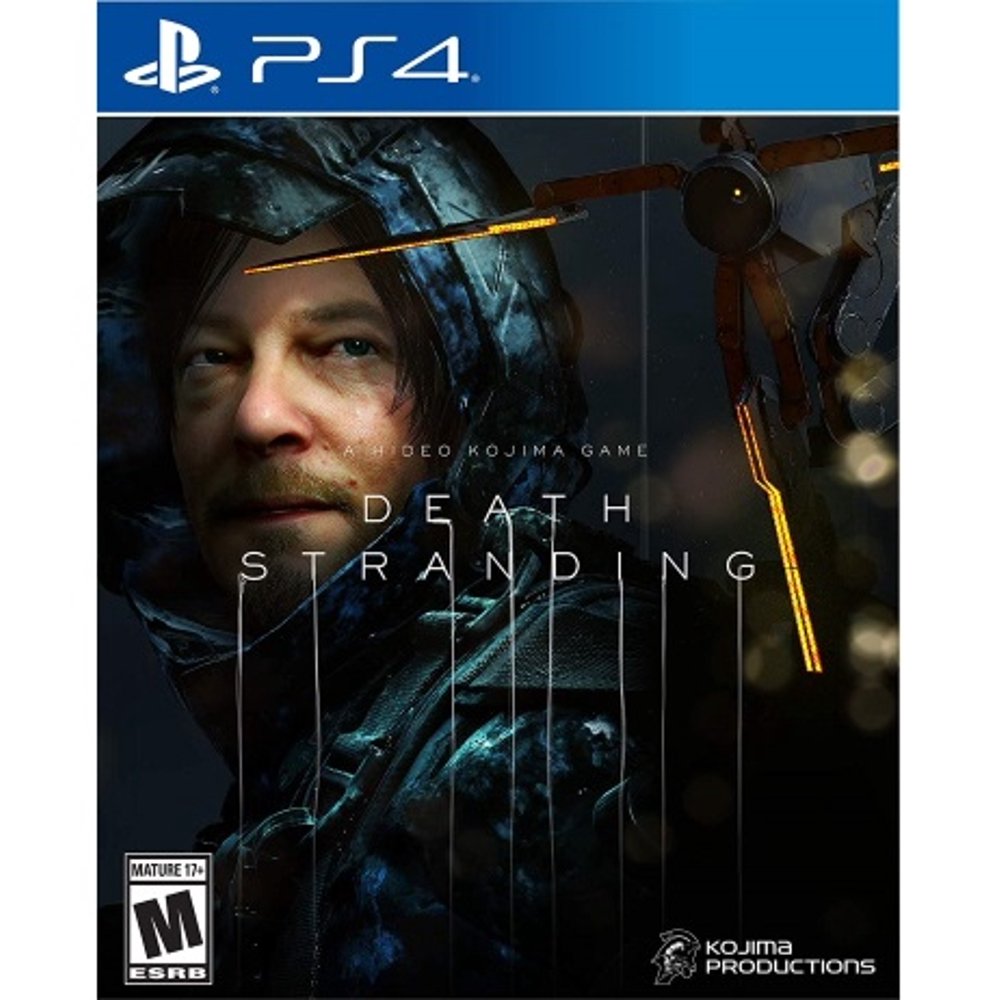 PS4®
A HIDEO KOJIMA GAME
DEATH
STRANDING
MATURE 17+
M
ESRB
KOJIMA
PRODUCTIONS